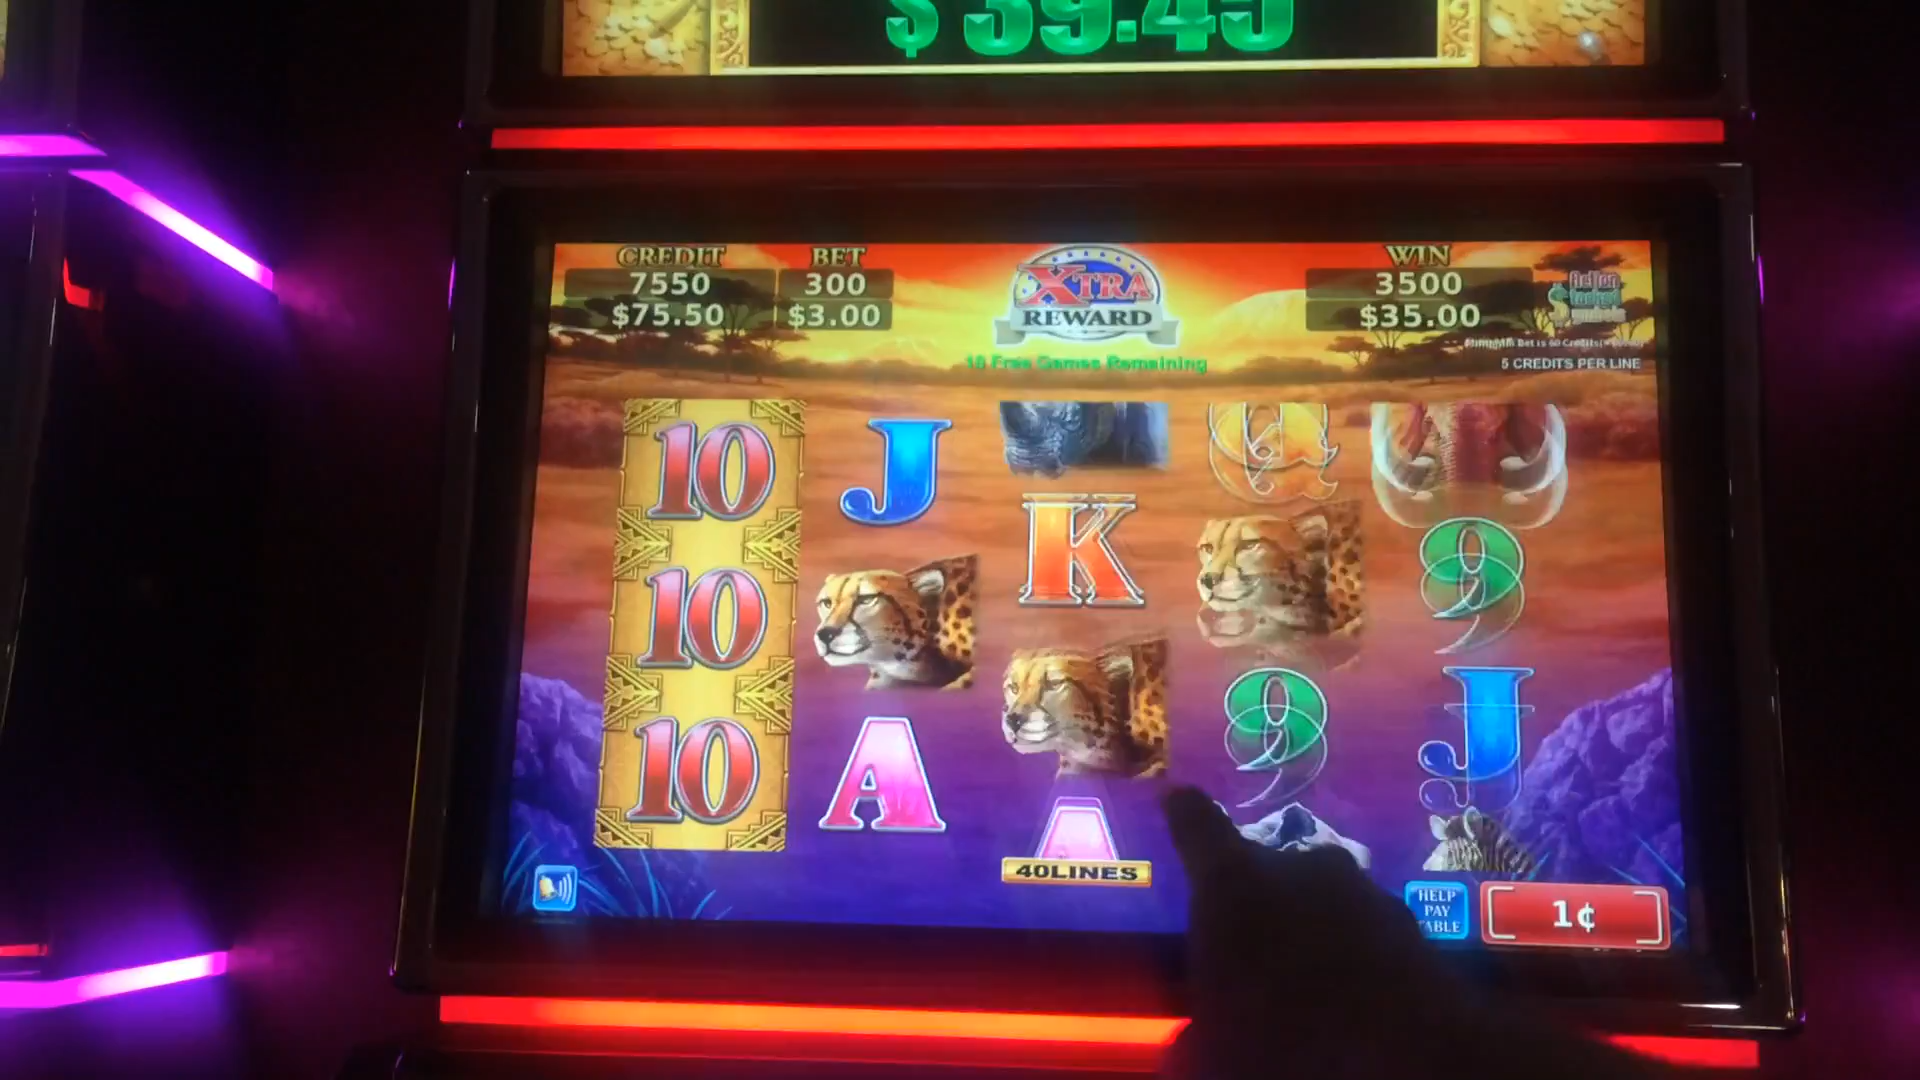 $39.45
CREDIT
7550
$75.50
BET
300
$3.00
XTRA
REWARD
WIN
3500
$35.00
Free Games Remaining
5 CREDITS PER LINE
10
J
Q
K
9
10
9
J
10
A
A
40LINES
HELP
PAY
TABLE
1¢